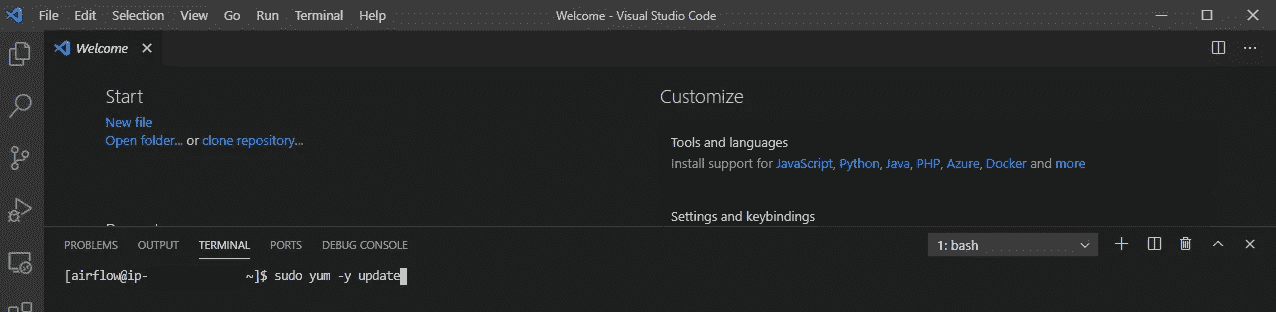 File Edit Selection View Go Run Terminal Help Welcome - Visual Studio Code
Welcome
Start
New file
Open folder... or clone repository...
Customize
Tools and languages
Install support for JavaScript, Python, Java, PHP, Azure, Docker and more
Settings and keybindings
PROBLEMS OUTPUT TERMINAL PORTS DEBUG CONSOLE 1: bash
[airflow@ip- ~]$ sudo yum -y update